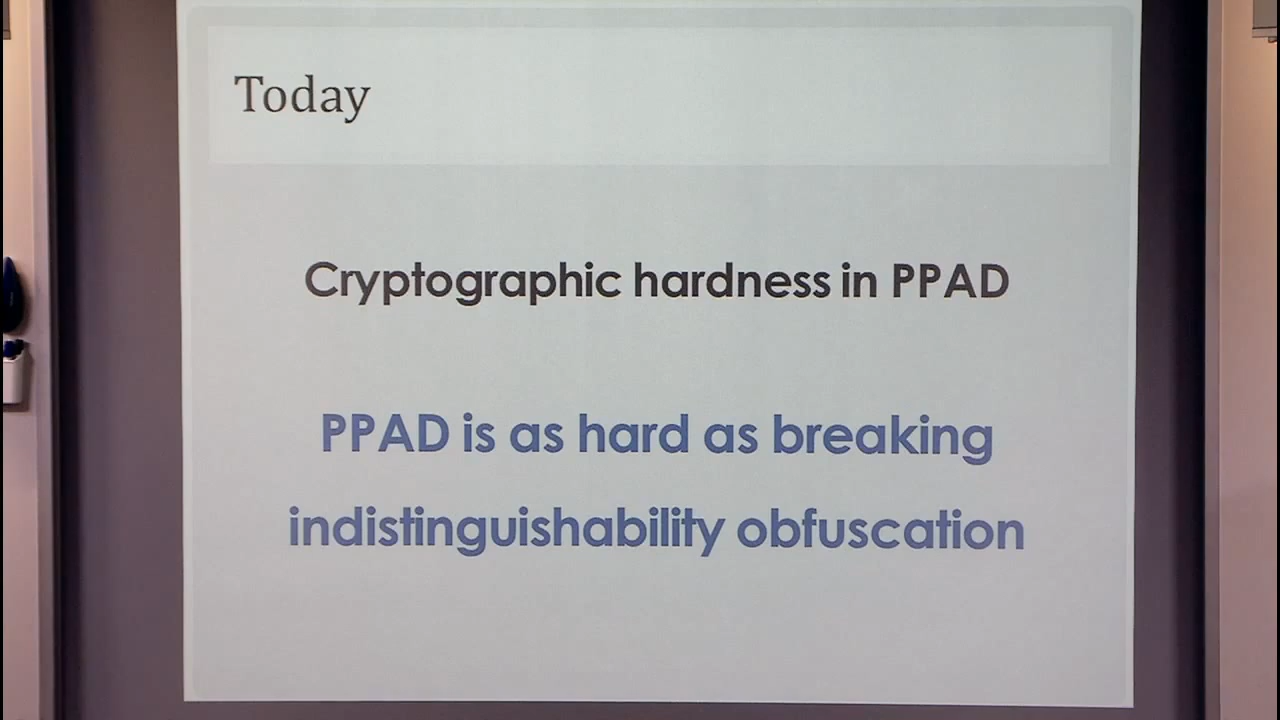 Today
Cryptographic hardness in PPAD
PPAD is as hard as breaking
indistinguishability obfuscation